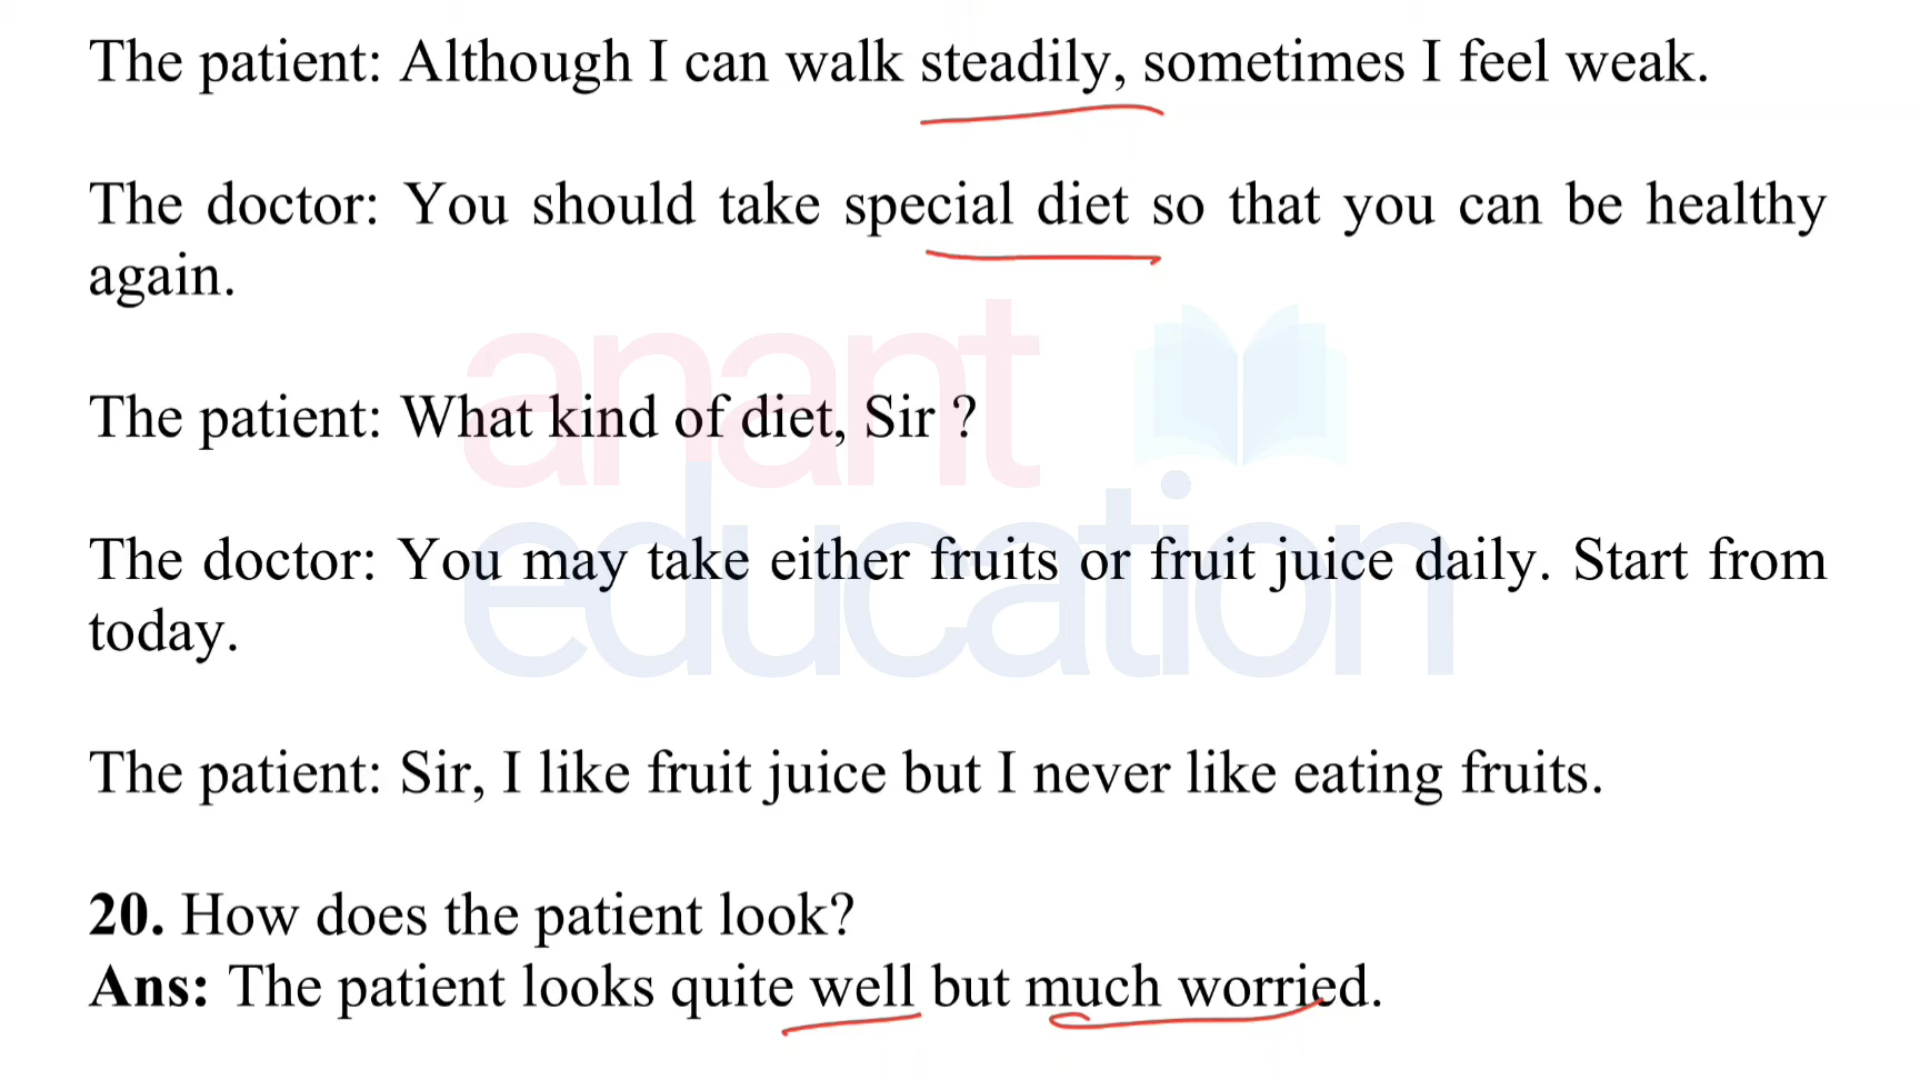 The patient: Although I can walk steadily, sometimes I feel weak.
The doctor: You should take special diet so that you can be healthy
again.
anant
The patient: What kind of diet, Sir ?
education
The doctor: You may take either fruits or fruit juice daily. Start from
today.
The patient: Sir, I like fruit juice but I never like eating fruits.
20. How does the patient look?
Ans: The patient looks quite well but much worried.